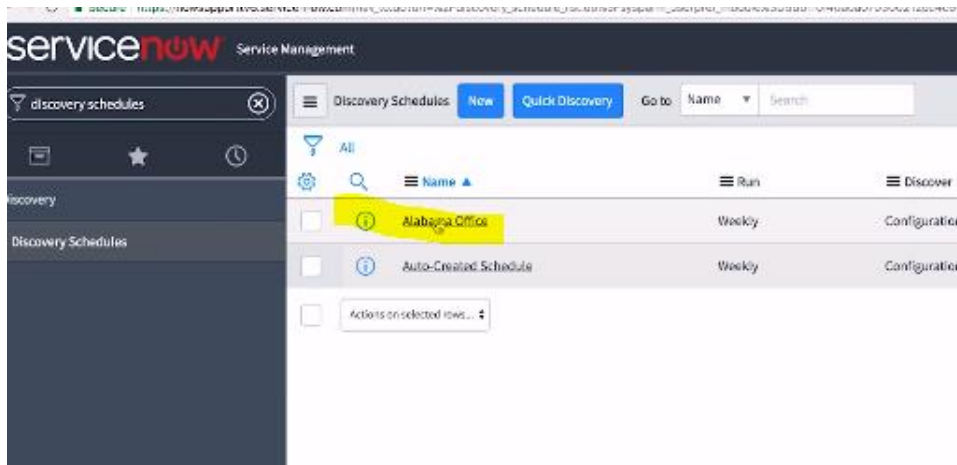 servicenow Service Management
discovery schedules
Discovery Schedules New Quick Discovery Go to Name Search
All
Name Run Discover
Alabama Office Weekly Configuration
Auto-Created Schedule Weekly Configuration
Actions on selected rows...
iscovery
Discovery Schedules